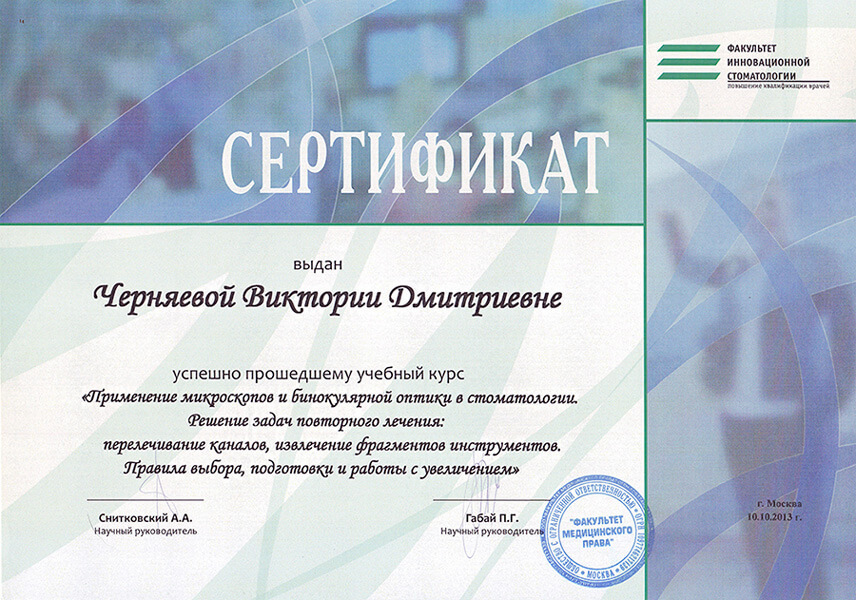 ФАКУЛЬТЕТ
ИННОВАЦИОННОЙ
СТОМАТОЛОГИИ
повышение квалификации врачей
СЕРТИФИКАТ
выдан
Черняевой Виктории Дмитриевне
успешно прошедшему учебный курс
«Применение микроскопов и бинокулярной оптики в стоматологии.
Решение задач повторного лечения:
перелечивание каналов, извлечение фрагментов инструментов.
Правила выбора, подготовки и работы с увеличением»
Снитковский А.А.
Научный руководитель
Габай П.Г.
Научный руководитель
ОБЩЕСТВО С ОГРАНИЧЕННОЙ ОТВЕТСТВЕННОСТЬЮ
"ФАКУЛЬТЕТ
МЕДИЦИНСКОГО
ПРАВА"
МОСКВА
г. Москва
10.10.2013 г.